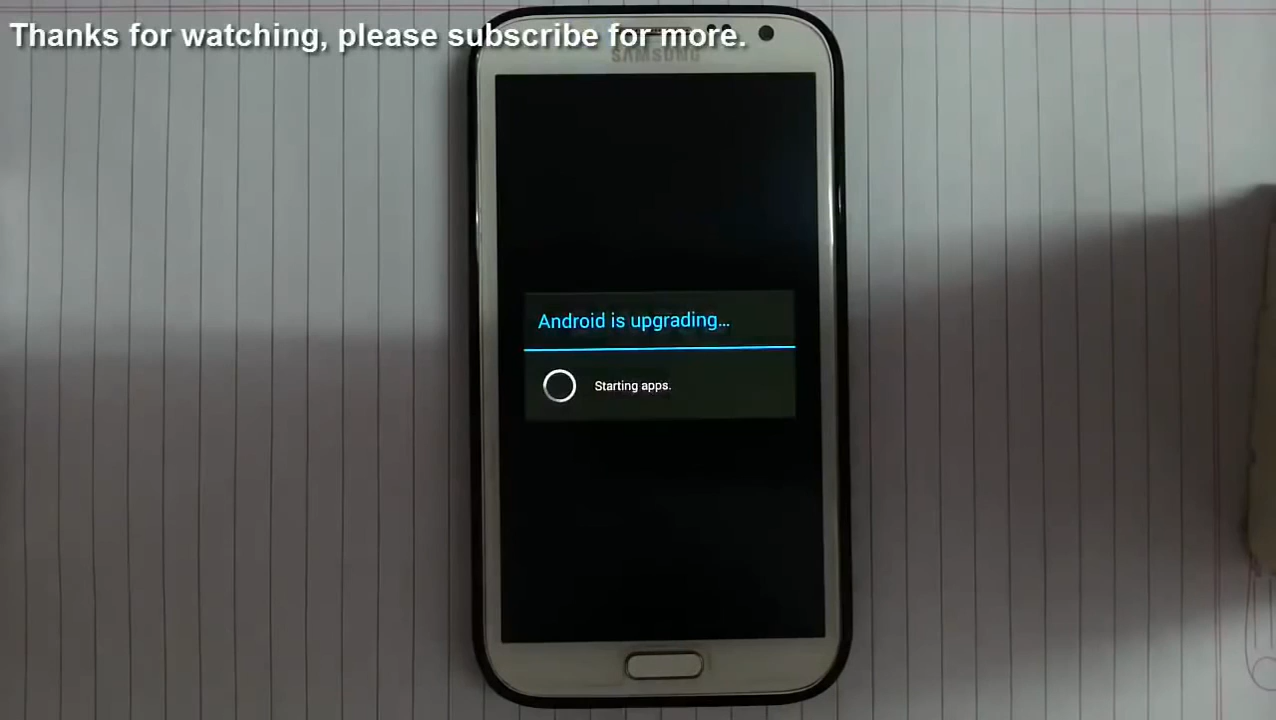 Thanks for watching, please subscribe for more.
SAMSUNG
Android is upgrading...
Starting apps.